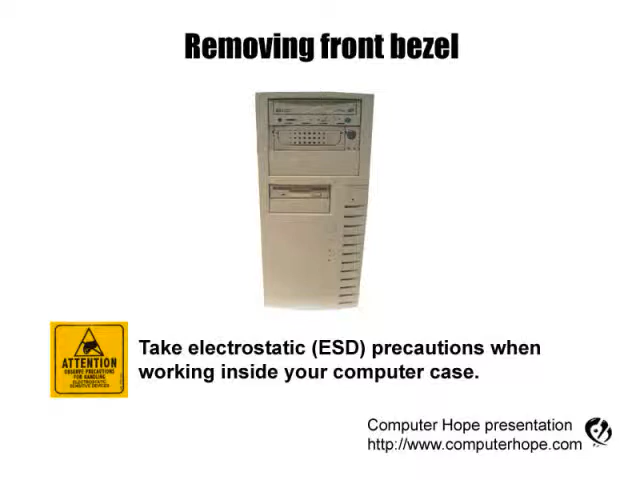 Removing front bezel
ATTENTION
OBSERVE PRECAUTIONS
FOR HANDLING
ELECTROSTATIC
SENSITIVE DEVICES
Take electrostatic (ESD) precautions when
working inside your computer case.
Computer Hope presentation
http://www.computerhope.com